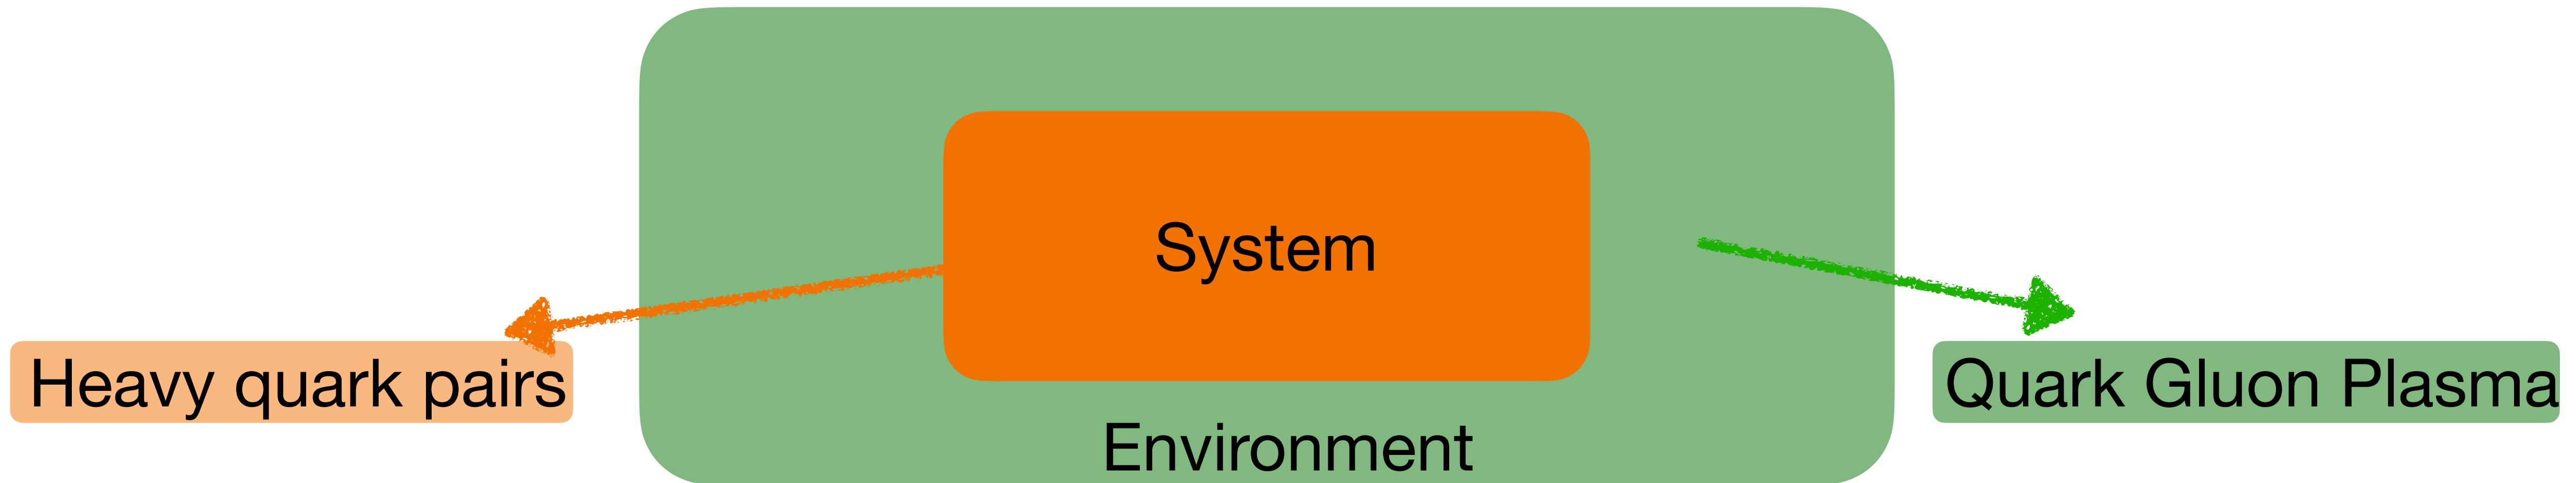 System
Heavy quark pairs
Quark Gluon Plasma
Environment